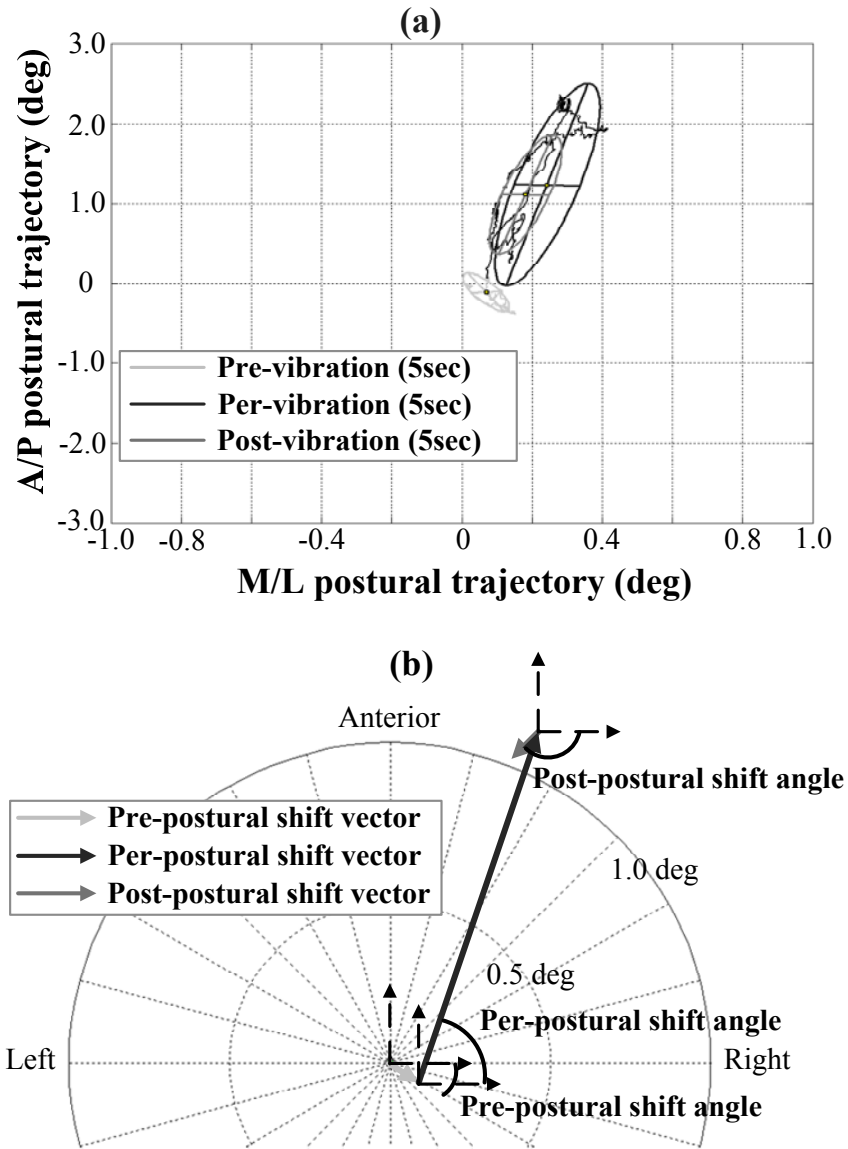 (a)
3.0
2.0
1.0
0
-1.0
-2.0
-3.0
A/P postural trajectory (deg)
Pre-vibration (5sec)
Per-vibration (5sec)
Post-vibration (5sec)
-1.0 -0.8 -0.4 0 0.4 0.8 1.0
M/L postural trajectory (deg)
(b)
Anterior
Post-postural shift angle
Pre-postural shift vector
Per-postural shift vector
Post-postural shift vector
1.0 deg
0.5 deg
Per-postural shift angle
Left
Right
Pre-postural shift angle